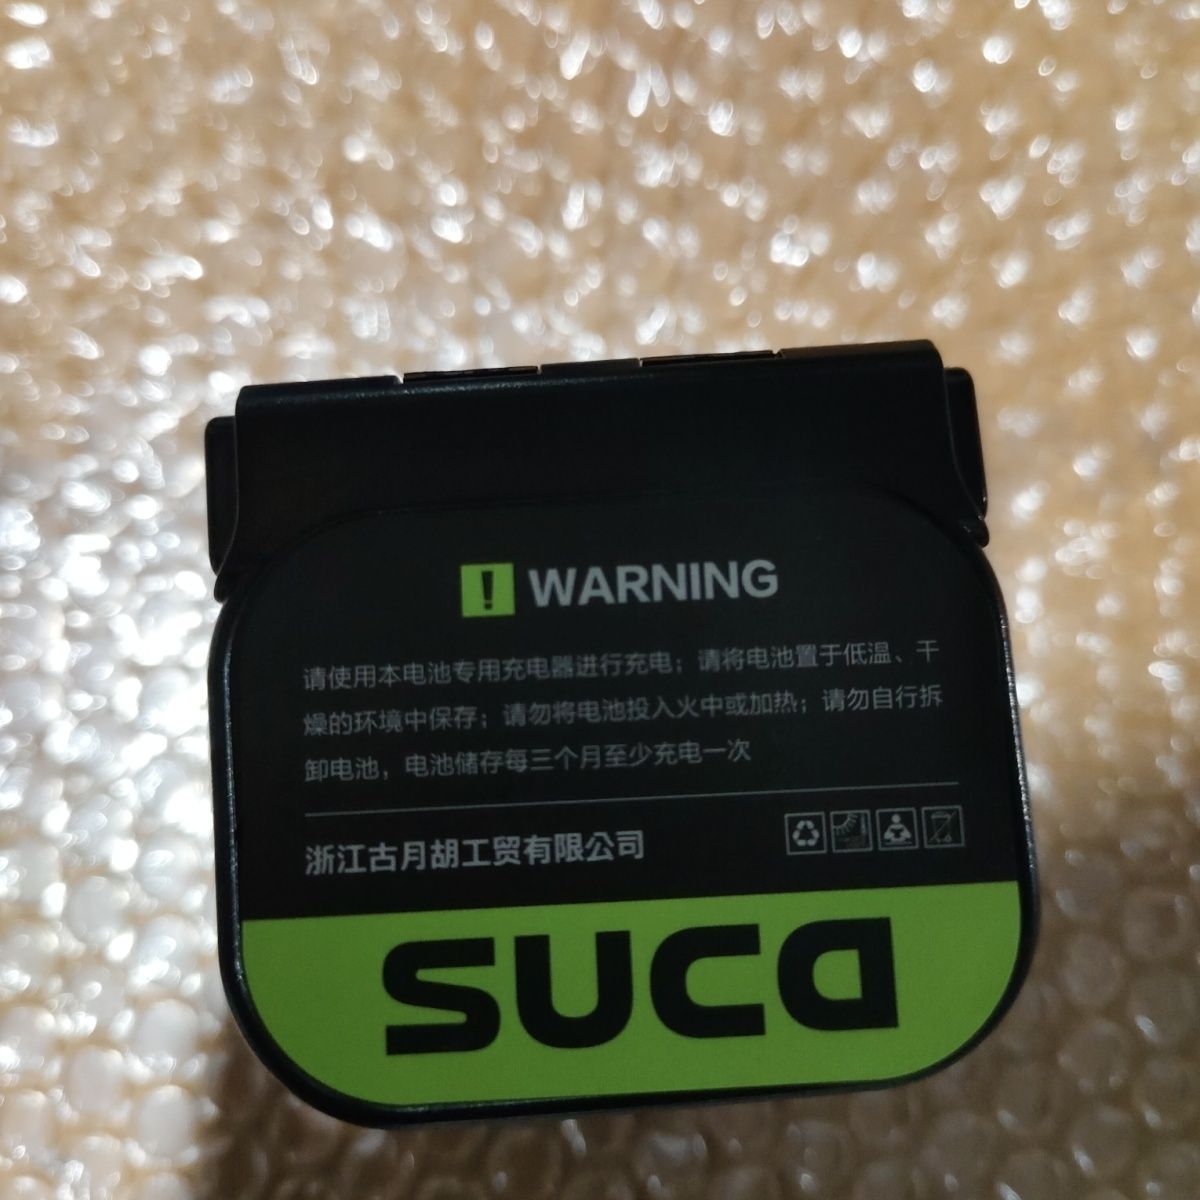 ! WARNING
请使用本电池专用充电器进行充电；请将电池置于低温、干
燥的环境中保存；请勿将电池投入火中或加热；请勿自行拆
卸电池，电池储存每三个月至少充电一次
浙江古月胡工贸有限公司
suca